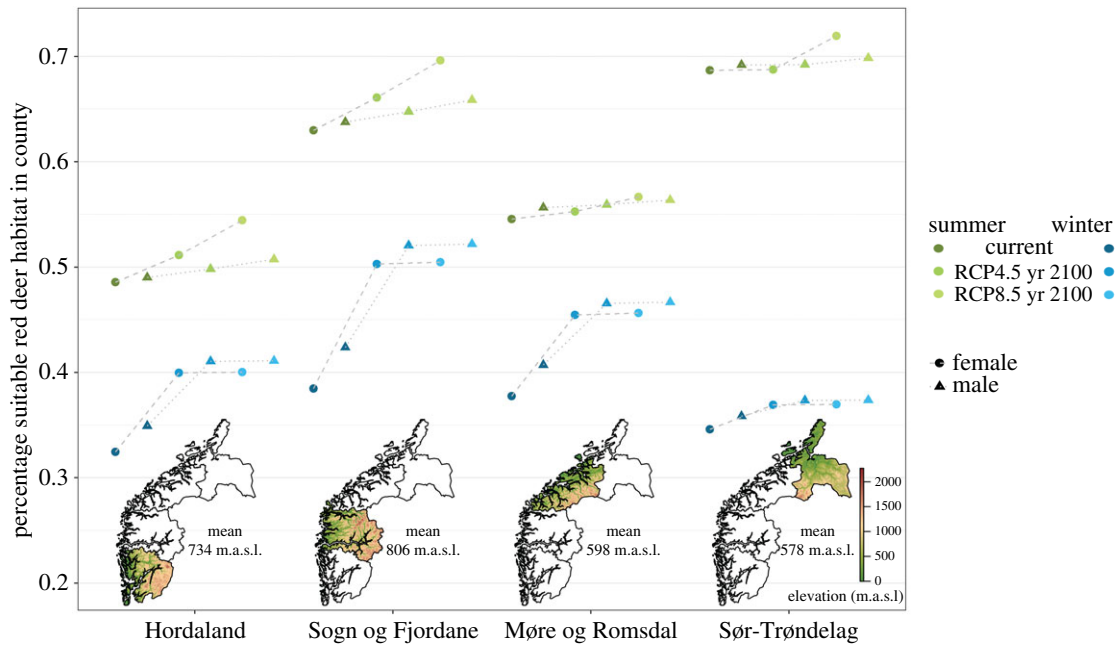 percentage suitable red deer habitat in county
0.7
0.6
0.5
0.4
0.3
0.2
summer winter
current
RCP4.5 yr 2100
RCP8.5 yr 2100
female
male
mean
734 m.a.s.l.
mean
806 m.a.s.l.
mean
598 m.a.s.l.
mean
578 m.a.s.l.
2000
1500
1000
500
0
elevation (m.a.s.l)
Hordaland
Sogn og Fjordane
Møre og Romsdal
Sør-Trøndelag